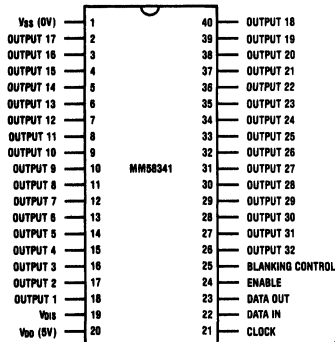 Vss (0V) 1 40 OUTPUT 18
OUTPUT 17 2 39 OUTPUT 19
OUTPUT 16 3 38 OUTPUT 20
OUTPUT 15 4 37 OUTPUT 21
OUTPUT 14 5 36 OUTPUT 22
OUTPUT 13 6 35 OUTPUT 23
OUTPUT 12 7 34 OUTPUT 24
OUTPUT 11 8 33 OUTPUT 25
OUTPUT 10 9 32 OUTPUT 26
OUTPUT 9 10 MM58341 31 OUTPUT 27
OUTPUT 8 11 30 OUTPUT 28
OUTPUT 7 12 29 OUTPUT 29
OUTPUT 6 13 28 OUTPUT 30
OUTPUT 5 14 27 OUTPUT 31
OUTPUT 4 15 26 OUTPUT 32
OUTPUT 3 16 25 BLANKING CONTROL
OUTPUT 2 17 24 ENABLE
OUTPUT 1 18 23 DATA OUT
VDIS 19 22 DATA IN
VDD (5V) 20 21 CLOCK